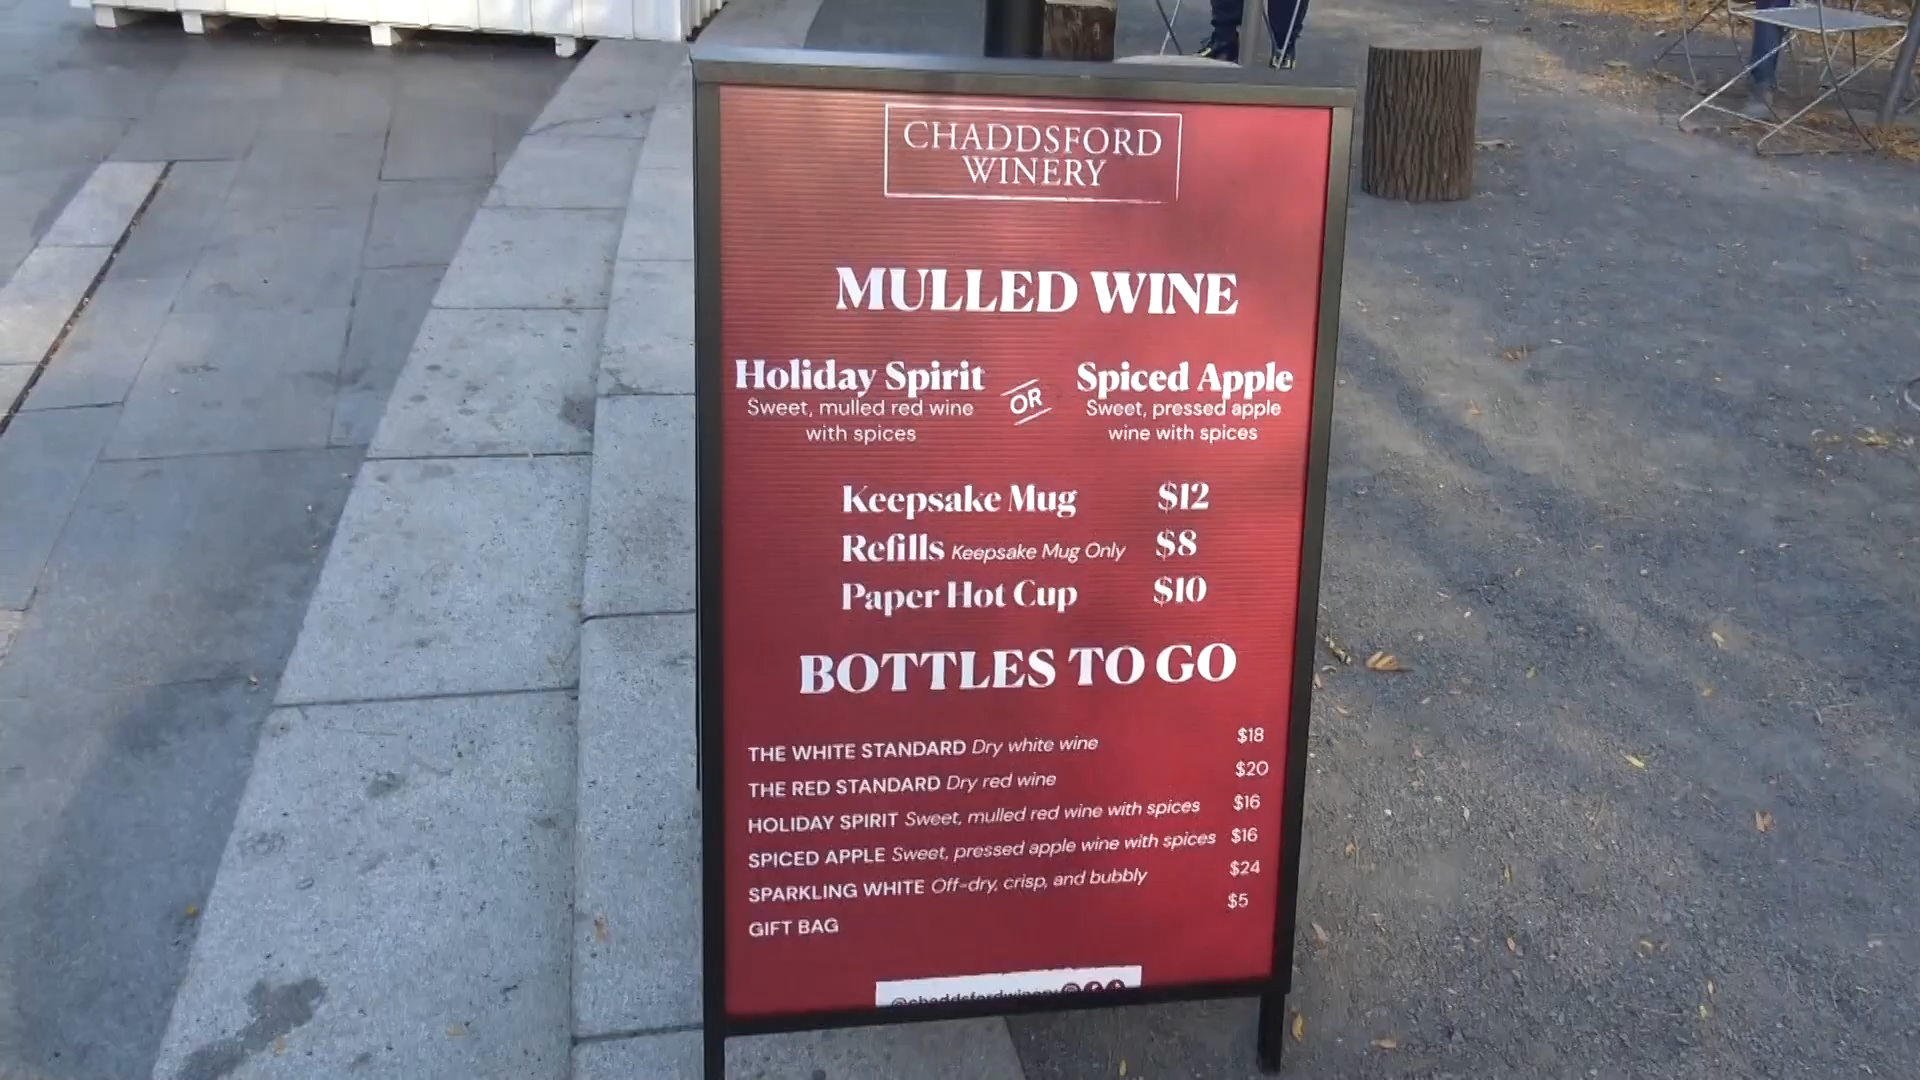 CHADDSFORD
WINERY
MULLED WINE
Holiday Spirit
Sweet, mulled red wine
with spices
OR
Spiced Apple
Sweet, pressed apple
wine with spices
Keepsake Mug $12
Refills Keepsake Mug Only $8
Paper Hot Cup $10
BOTTLES TO GO
THE WHITE STANDARD Dry white wine $18
THE RED STANDARD Dry red wine $20
HOLIDAY SPIRIT Sweet, mulled red wine with spices $16
SPICED APPLE Sweet, pressed apple wine with spices $16
SPARKLING WHITE Off-dry, crisp, and bubbly $24
GIFT BAG $5
@chaddsfordwinery